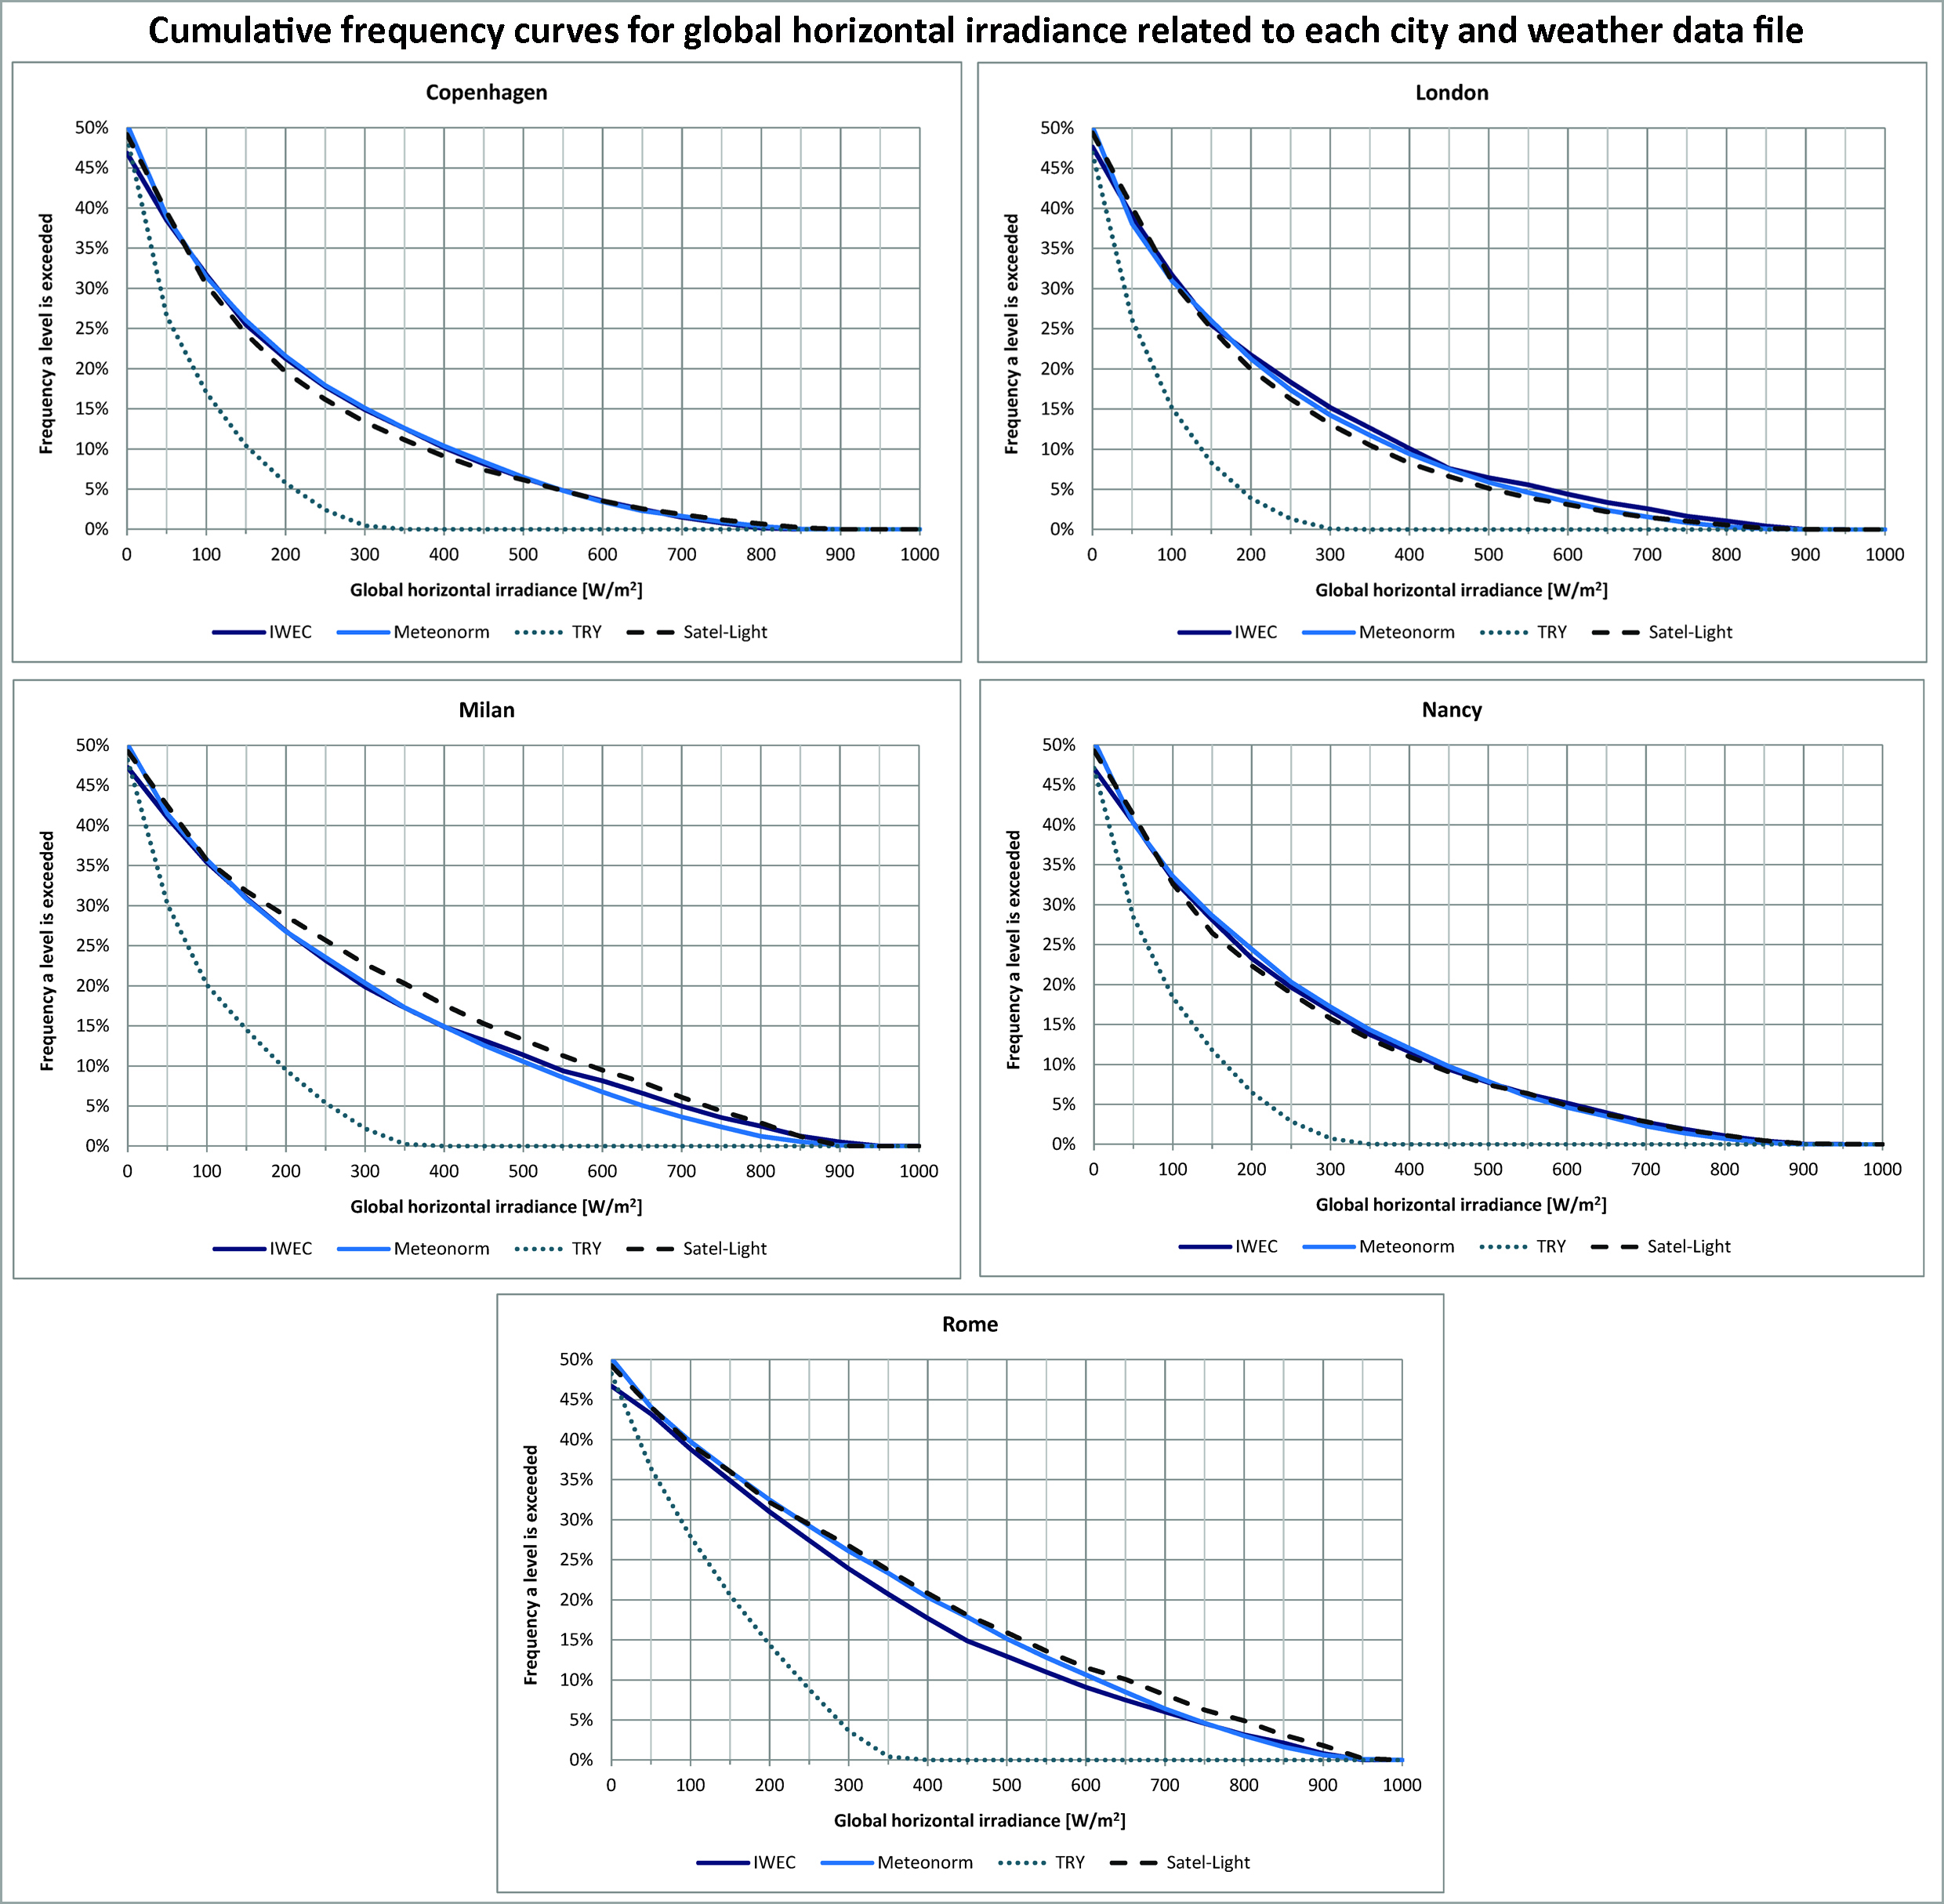 Cumulative frequency curves for global horizontal irradiance related to each city and weather data file
Copenhagen
Frequency a level is exceeded
50%
45%
40%
35%
30%
25%
20%
15%
10%
5%
0%
0 100 200 300 400 500 600 700 800 900 1000
Global horizontal irradiance [W/m²]
IWEC Meteonorm TRY Satel-Light
London
Frequency a level is exceeded
50%
45%
40%
35%
30%
25%
20%
15%
10%
5%
0%
0 100 200 300 400 500 600 700 800 900 1000
Global horizontal irradiance [W/m²]
IWEC Meteonorm TRY Satel-Light
Milan
Frequency a level is exceeded
50%
45%
40%
35%
30%
25%
20%
15%
10%
5%
0%
0 100 200 300 400 500 600 700 800 900 1000
Global horizontal irradiance [W/m²]
IWEC Meteonorm TRY Satel-Light
Nancy
Frequency a level is exceeded
50%
45%
40%
35%
30%
25%
20%
15%
10%
5%
0%
0 100 200 300 400 500 600 700 800 900 1000
Global horizontal irradiance [W/m²]
IWEC Meteonorm TRY Satel-Light
Rome
Frequency a level is exceeded
50%
45%
40%
35%
30%
25%
20%
15%
10%
5%
0%
0 100 200 300 400 500 600 700 800 900 1000
Global horizontal irradiance [W/m²]
IWEC Meteonorm TRY Satel-Light